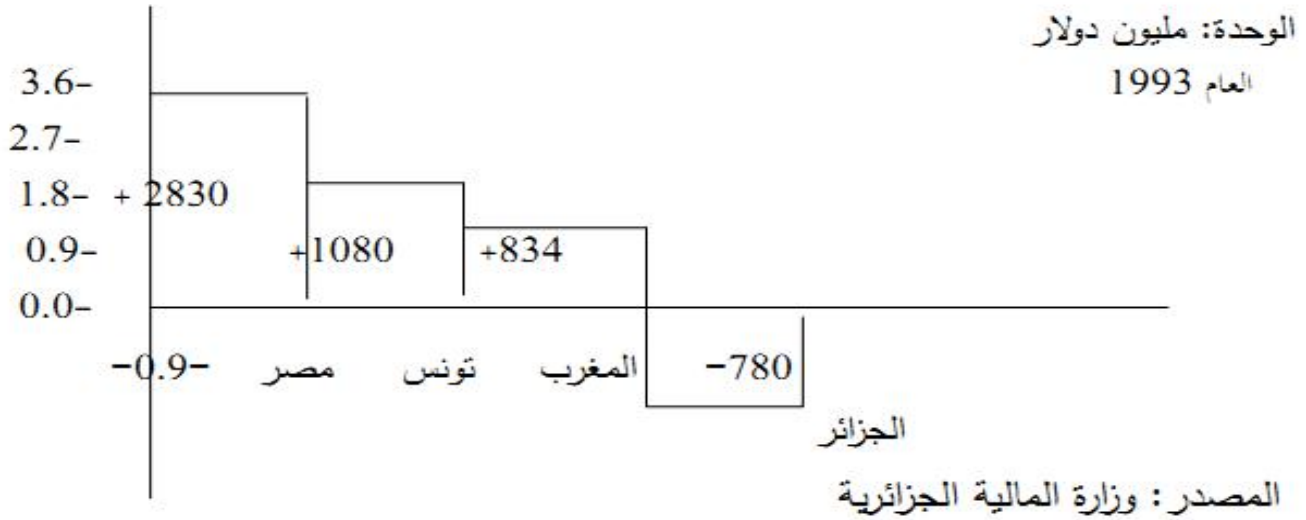 الوحدة: مليون دولار
العام 1993
3.6-
2.7-
1.8- + 2830
0.9- +1080 +834
0.0-
-0.9- مصر تونس المغرب -780
الجزائر
المصدر: وزارة المالية الجزائرية